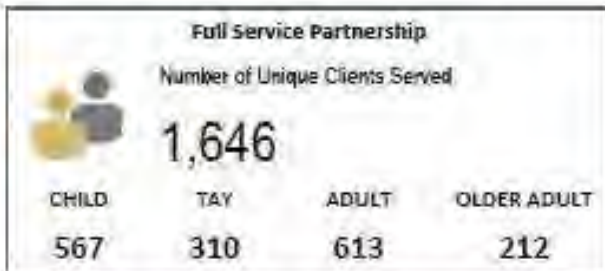 Full Service Partnership
Number of Unique Clients Served
1,646
CHILD TAY ADULT OLDER ADULT
567 310 613 212